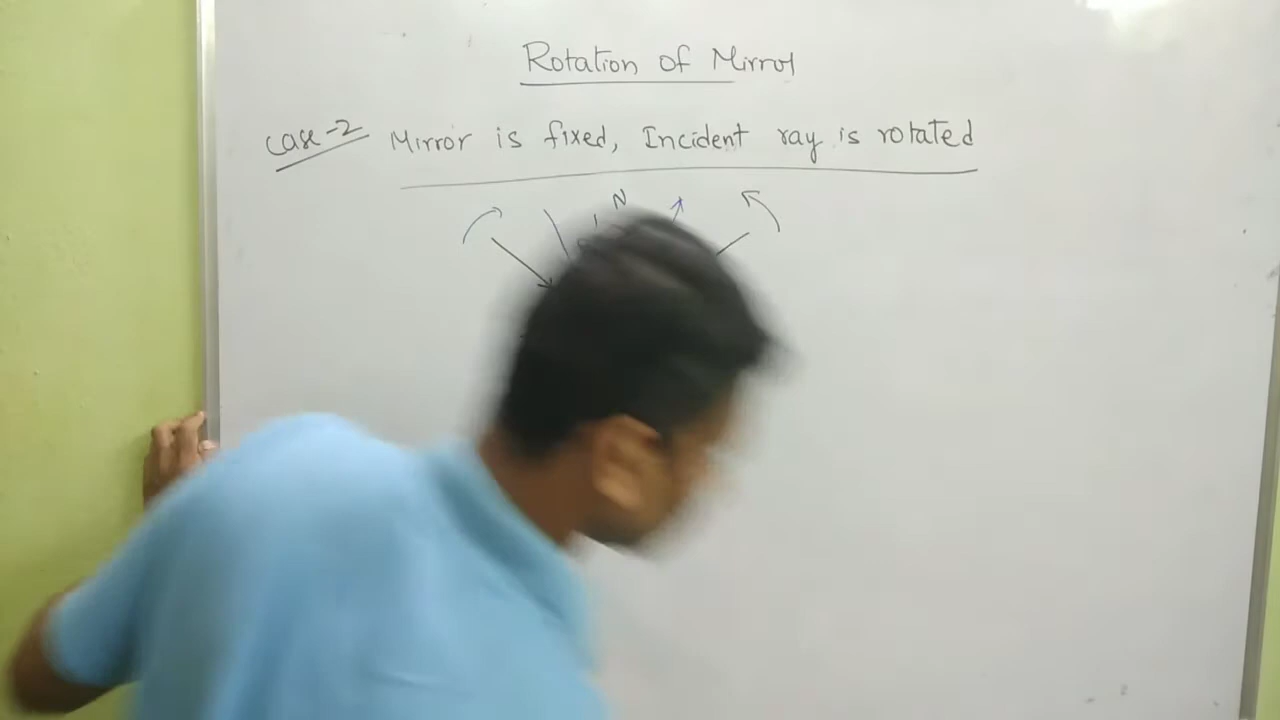 Rotation of Mirror
Case-2 Mirror is fixed, Incident ray is rotated
N